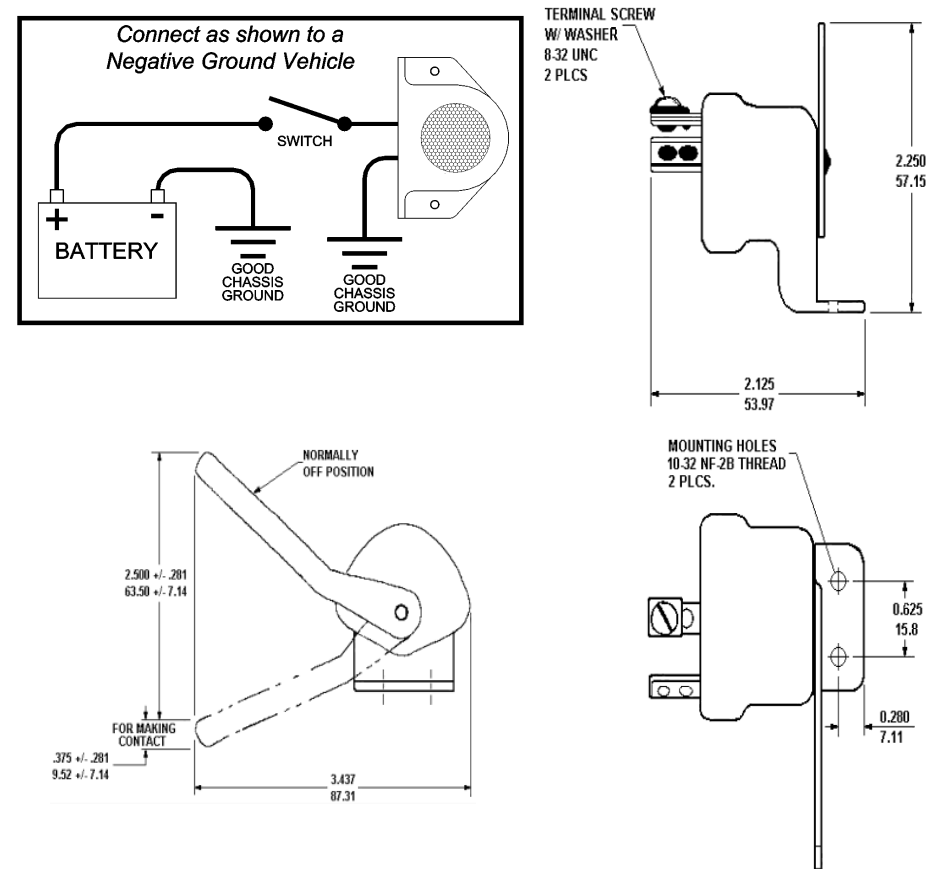 Connect as shown to a
Negative Ground Vehicle
SWITCH
+
-
BATTERY
GOOD
CHASSIS
GROUND
GOOD
CHASSIS
GROUND
TERMINAL SCREW
W/ WASHER
8-32 UNC
2 PLCS
2.250
57.15
2.125
53.97
NORMALLY
OFF POSITION
2.500 +/- .281
63.50 +/- 7.14
FOR MAKING
CONTACT
.375 +/- .281
9.52 +/- 7.14
3.437
87.31
MOUNTING HOLES
10-32 NF-2B THREAD
2 PLCS.
0.625
15.8
0.280
7.11